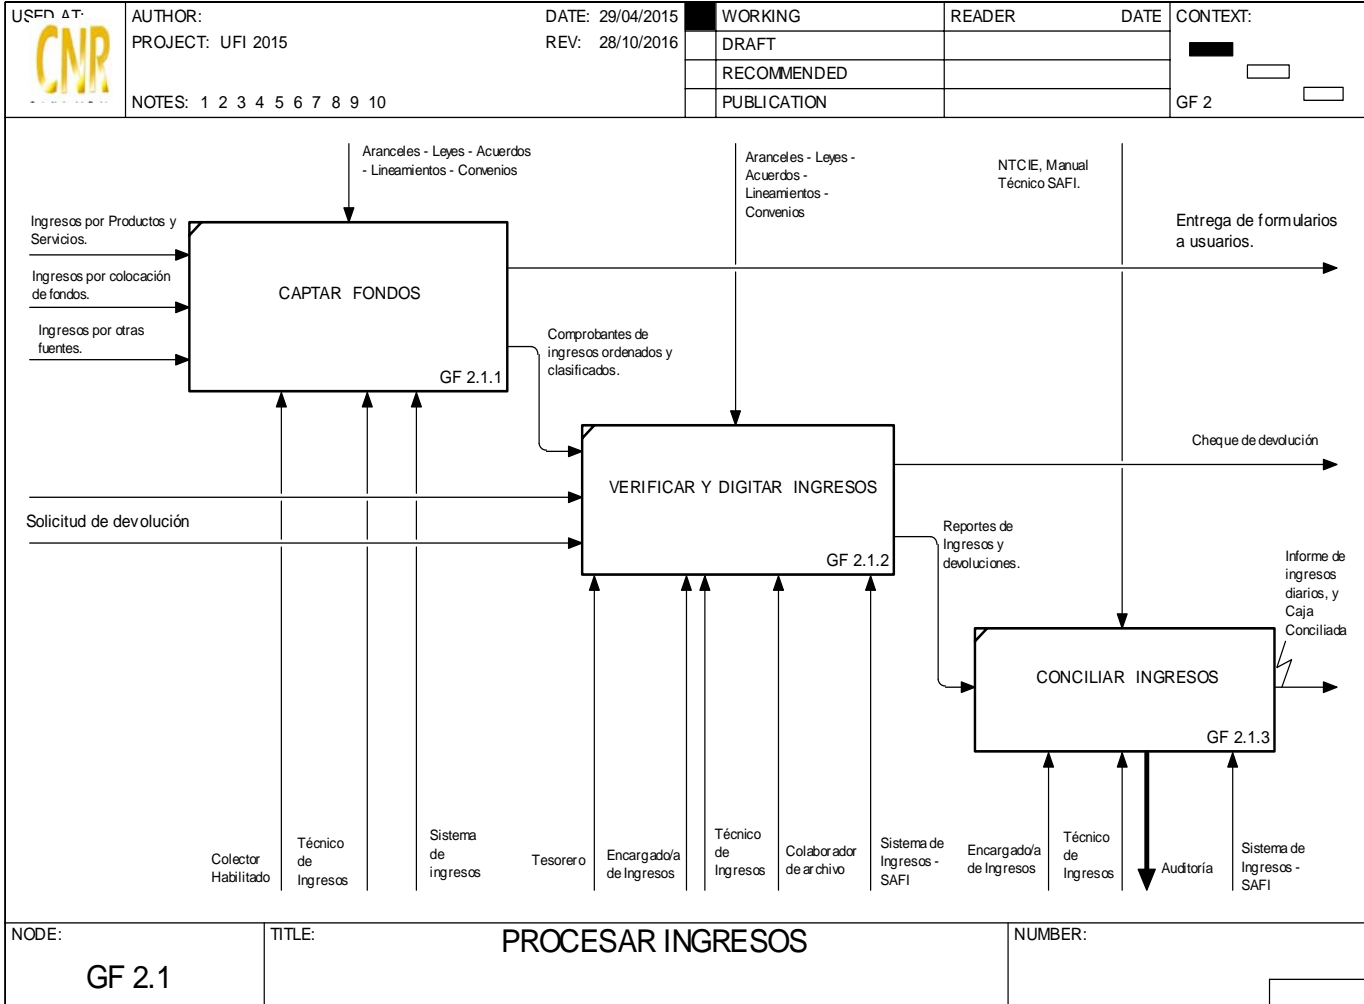 USED AT:
CNR
AUTHOR:
DATE: 29/04/2015
PROJECT: UFI 2015
REV: 28/10/2016
NOTES: 1 2 3 4 5 6 7 8 9 10
WORKING
DRAFT
RECOMMENDED
PUBLICATION
READER
DATE
CONTEXT:
GF 2
Aranceles - Leyes - Acuerdos
- Lineamientos - Convenios
Aranceles - Leyes -
Acuerdos -
Lineamientos -
Convenios
NTCIE, Manual
Técnico SAFI.
Ingresos por Productos y
Servicios.
Ingresos por colocación
de fondos.
Ingresos por otras
fuentes.
CAPTAR FONDOS
GF 2.1.1
Entrega de formularios
a usuarios.
Comprobantes de
ingresos ordenados y
clasificados.
Solicitud de devolución
VERIFICAR Y DIGITAR INGRESOS
GF 2.1.2
Cheque de devolución
Reportes de
Ingresos y
devoluciones.
Informe de
ingresos
diarios, y
Caja
Conciliada
CONCILIAR INGRESOS
GF 2.1.3
Colector
Habilitado
Técnico
de
Ingresos
Sistema
de
ingresos
Tesorero
Encargado/a
de Ingresos
Técnico
de
Ingresos
Colaborador
de archivo
Sistema de
Ingresos -
SAFI
Encargado/a
de Ingresos
Técnico
de
Ingresos
Auditoría
Sistema de
Ingresos -
SAFI
NODE:
GF 2.1
TITLE:
PROCESAR INGRESOS
NUMBER: